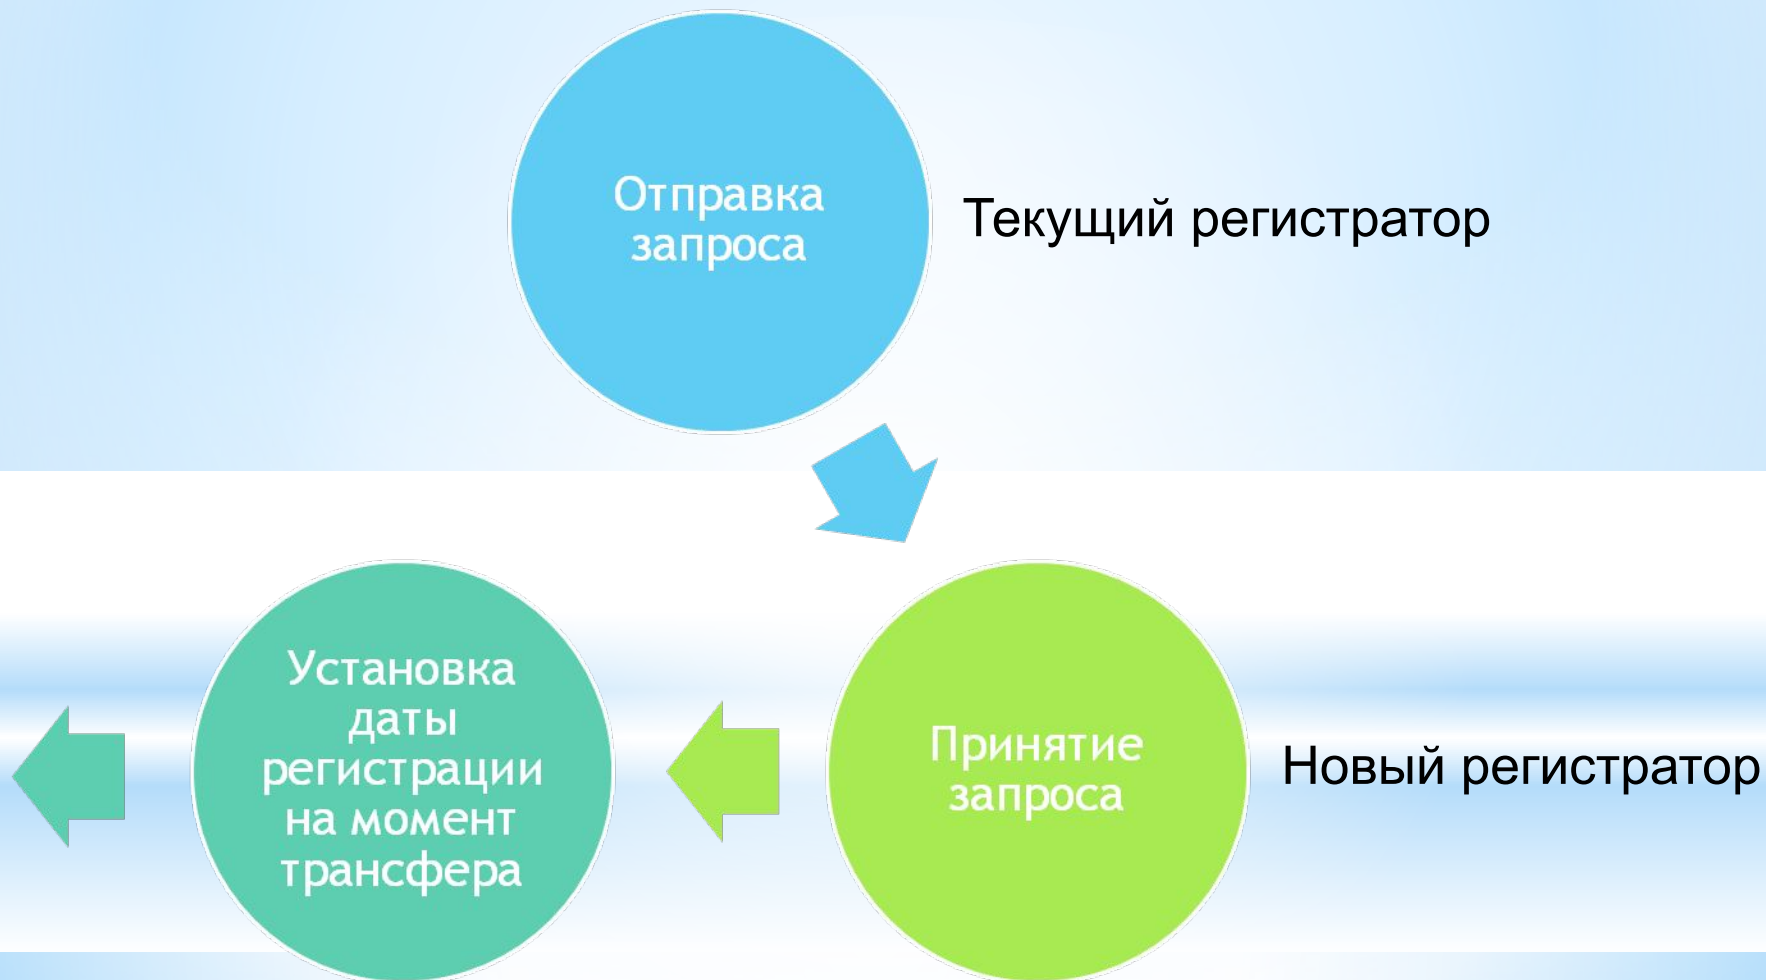 Отправка
запроса
Текущий регистратор
Установка
даты
регистрации
на момент
трансфера
Принятие
запроса
Новый регистратор